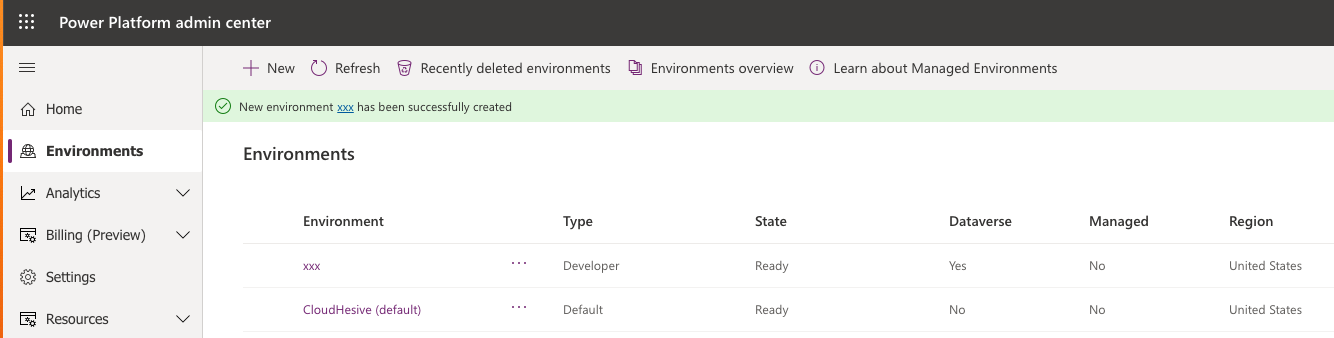 Power Platform admin center
New Refresh Recently deleted environments Environments overview Learn about Managed Environments
New environment xxx has been successfully created
Home
Environments
Analytics
Billing (Preview)
Settings
Resources
Environments
Environment Type State Dataverse Managed Region
xxx ... Developer Ready Yes No United States
CloudHesive (default) ... Default Ready No No United States